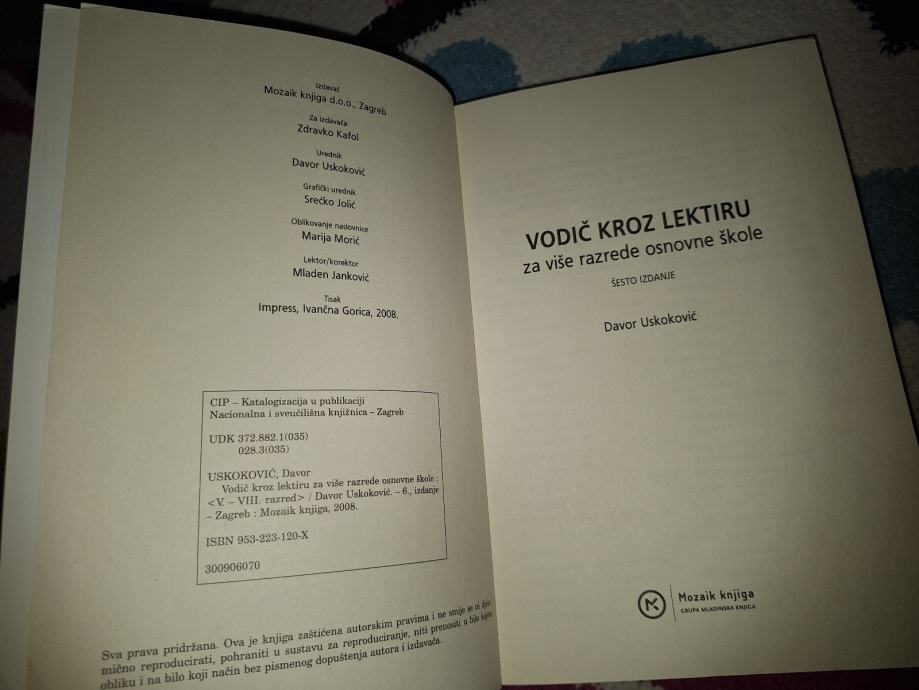 Izdavač
Mozaik knjiga d.o.o., Zagreb
Za izdavača
Zdravko Kafol
Urednik
Davor Uskoković
Grafički urednik
Srećko Jolić
Oblikovanje naslovnice
Marija Morić
Lektor/korektor
Mladen Janković
Tisak
Impress, Ivančna Gorica, 2008.
CIP – Katalogizacija u publikaciji
Nacionalna i sveučilišna knjižnica – Zagreb
UDK 372.882.1(035)
028.3(035)
USKOKOVIĆ, Davor
Vodič kroz lektiru za više razrede osnovne škole :
<V. – VIII. razred> / Davor Uskoković. – 6., izdanje
– Zagreb : Mozaik knjiga, 2008.
ISBN 953-223-120-X
300906070
Sva prava pridržana. Ova je knjiga zaštićena autorskim pravima i ne smije se ni djelo-
mično reproducirati, pohraniti u sustavu za reproduciranje, niti prenositi u bilo kojem
obliku i na bilo koji način bez pismenog dopuštenja autora i izdavača.
VODIČ KROZ LEKTIRU
za više razrede osnovne škole
ŠESTO IZDANJE
Davor Uskoković
Mozaik knjiga
GRUPA MLADINSKA KNJIGA